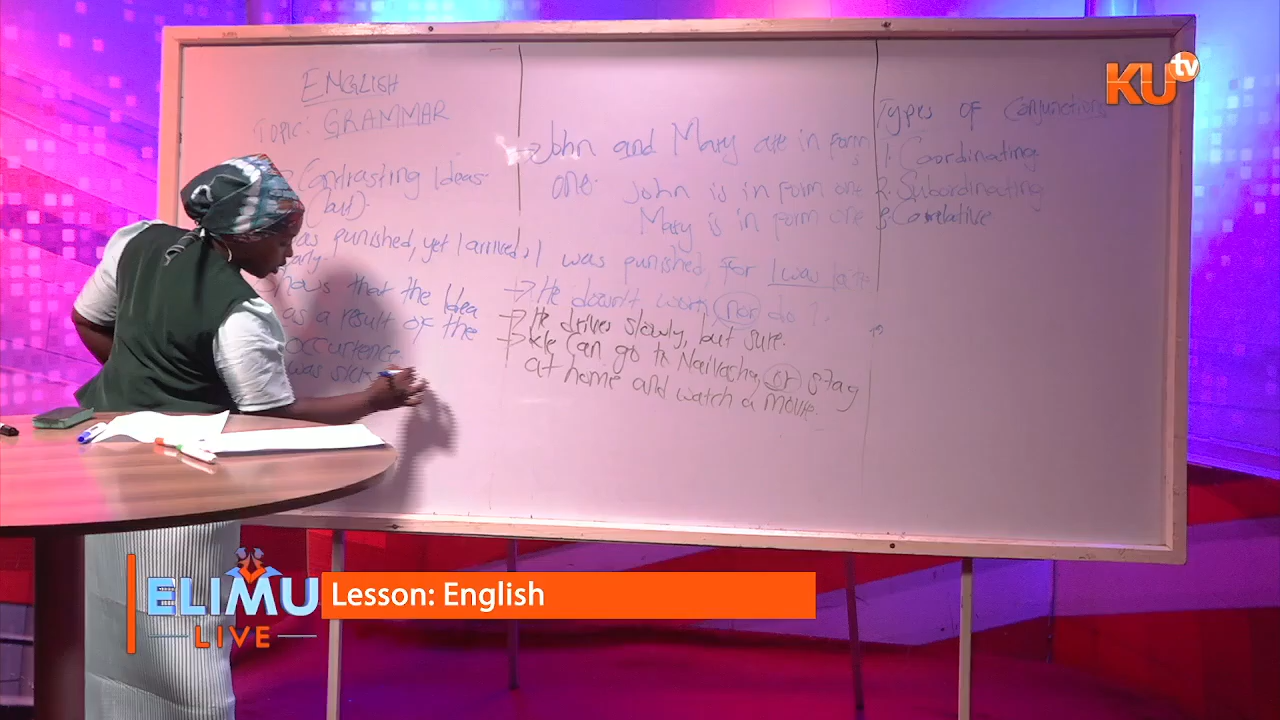 ENGLISH
TOPIC: GRAMMAR
Contrasting Ideas
(but).
was punished, yet I arrived
early.
shows that the Idea
as a result of the
occurrence
was sick
John and Mary are in form
one. John is in form one
Mary is in form one
I was punished, for I was late
He doesn't work nor do I.
He drives slowly, but sure.
We can go to Naivasha, or stay
at home and watch a movie.
Types of Conjunctions
1. Coordinating
2. Subordinating
3. Correlative
KU tv
ELIMU
LIVE
Lesson: English